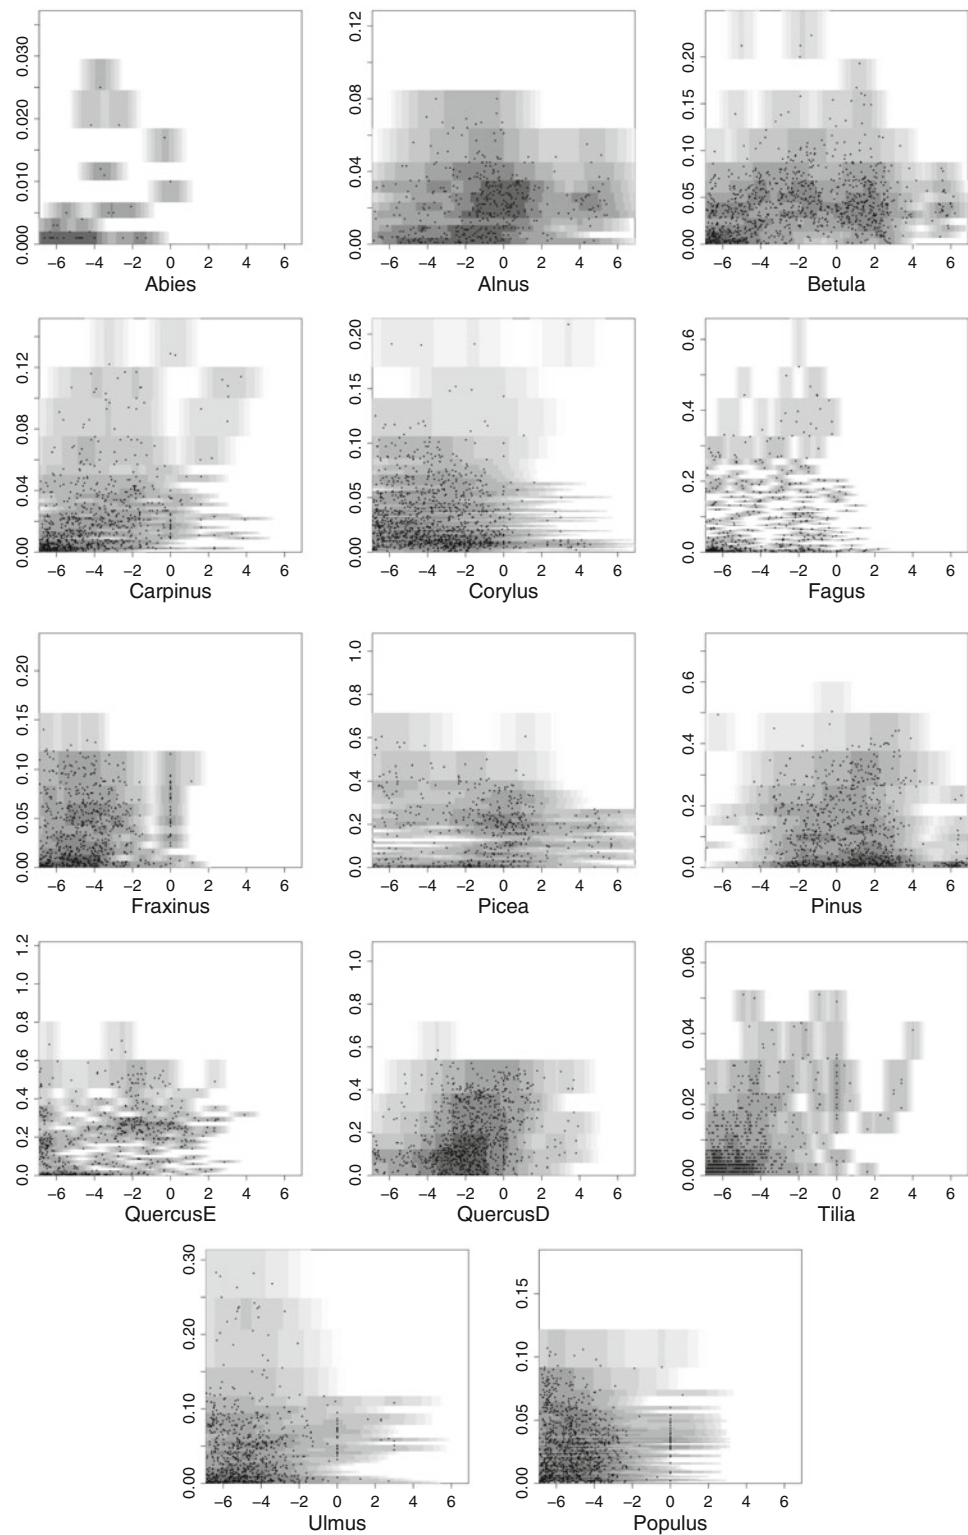 0.000 0.010 0.020 0.030
−6 −4 −2 0 2 4 6
Abies
0.00 0.04 0.08 0.12
−6 −4 −2 0 2 4 6
Alnus
0.00 0.05 0.10 0.15 0.20
−6 −4 −2 0 2 4 6
Betula
0.00 0.04 0.08 0.12
−6 −4 −2 0 2 4 6
Carpinus
0.00 0.05 0.10 0.15 0.20
−6 −4 −2 0 2 4 6
Corylus
0.0 0.2 0.4 0.6
−6 −4 −2 0 2 4 6
Fagus
0.00 0.05 0.10 0.15 0.20
−6 −4 −2 0 2 4 6
Fraxinus
0.0 0.2 0.4 0.6 0.8 1.0
−6 −4 −2 0 2 4 6
Picea
0.0 0.2 0.4 0.6
−6 −4 −2 0 2 4 6
Pinus
0.0 0.2 0.4 0.6 0.8 1.0 1.2
−6 −4 −2 0 2 4 6
QuercusE
0.0 0.2 0.4 0.6 0.8 1.0
−6 −4 −2 0 2 4 6
QuercusD
0.00 0.02 0.04 0.06
−6 −4 −2 0 2 4 6
Tilia
0.00 0.10 0.20 0.30
−6 −4 −2 0 2 4 6
Ulmus
0.00 0.05 0.10 0.15
−6 −4 −2 0 2 4 6
Populus